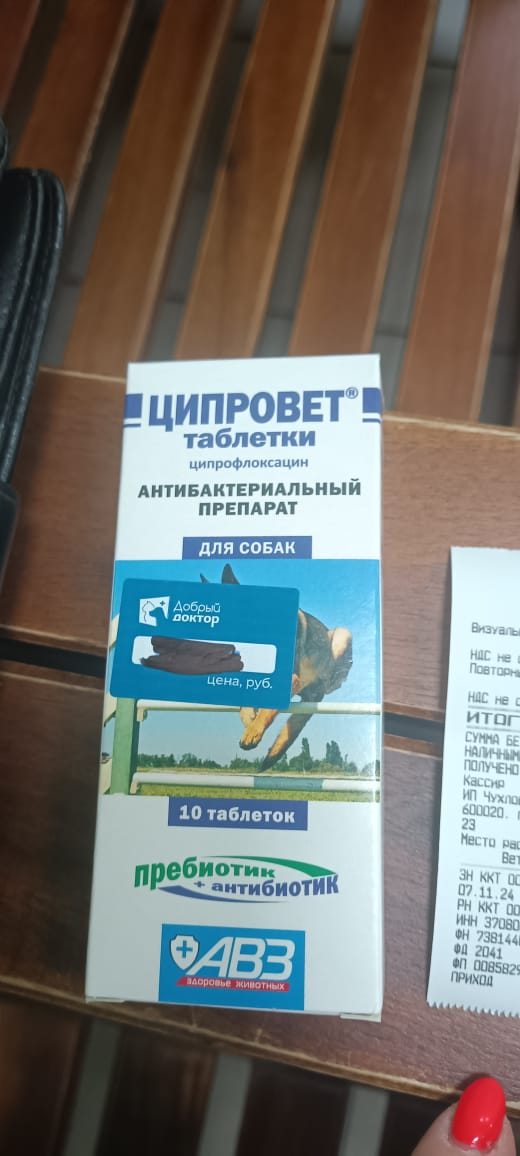 ЦИПРОВЕТ®
таблетки
ципрофлоксацин
АНТИБАКТЕРИАЛЬНЫЙ
ПРЕПАРАТ
ДЛЯ СОБАК
Добрый
доктор
цена, руб.
10 таблеток
пребиотик
+ антибиотик
АВЗ
здоровье животных
НДС не
Повторн
НДС не
ИТОГ
СУММА БЕ
НАЛИЧНЫМ
ПОЛУЧЕНО
Кассир
ИП Чухло
600020.
23
Место ра
Вет
ЗН ККТ 00
07.11.24
РН ККТ 00
ИНН 37080
ФН 738144
ФД 2041
ФП 0085829
ПРИХОД